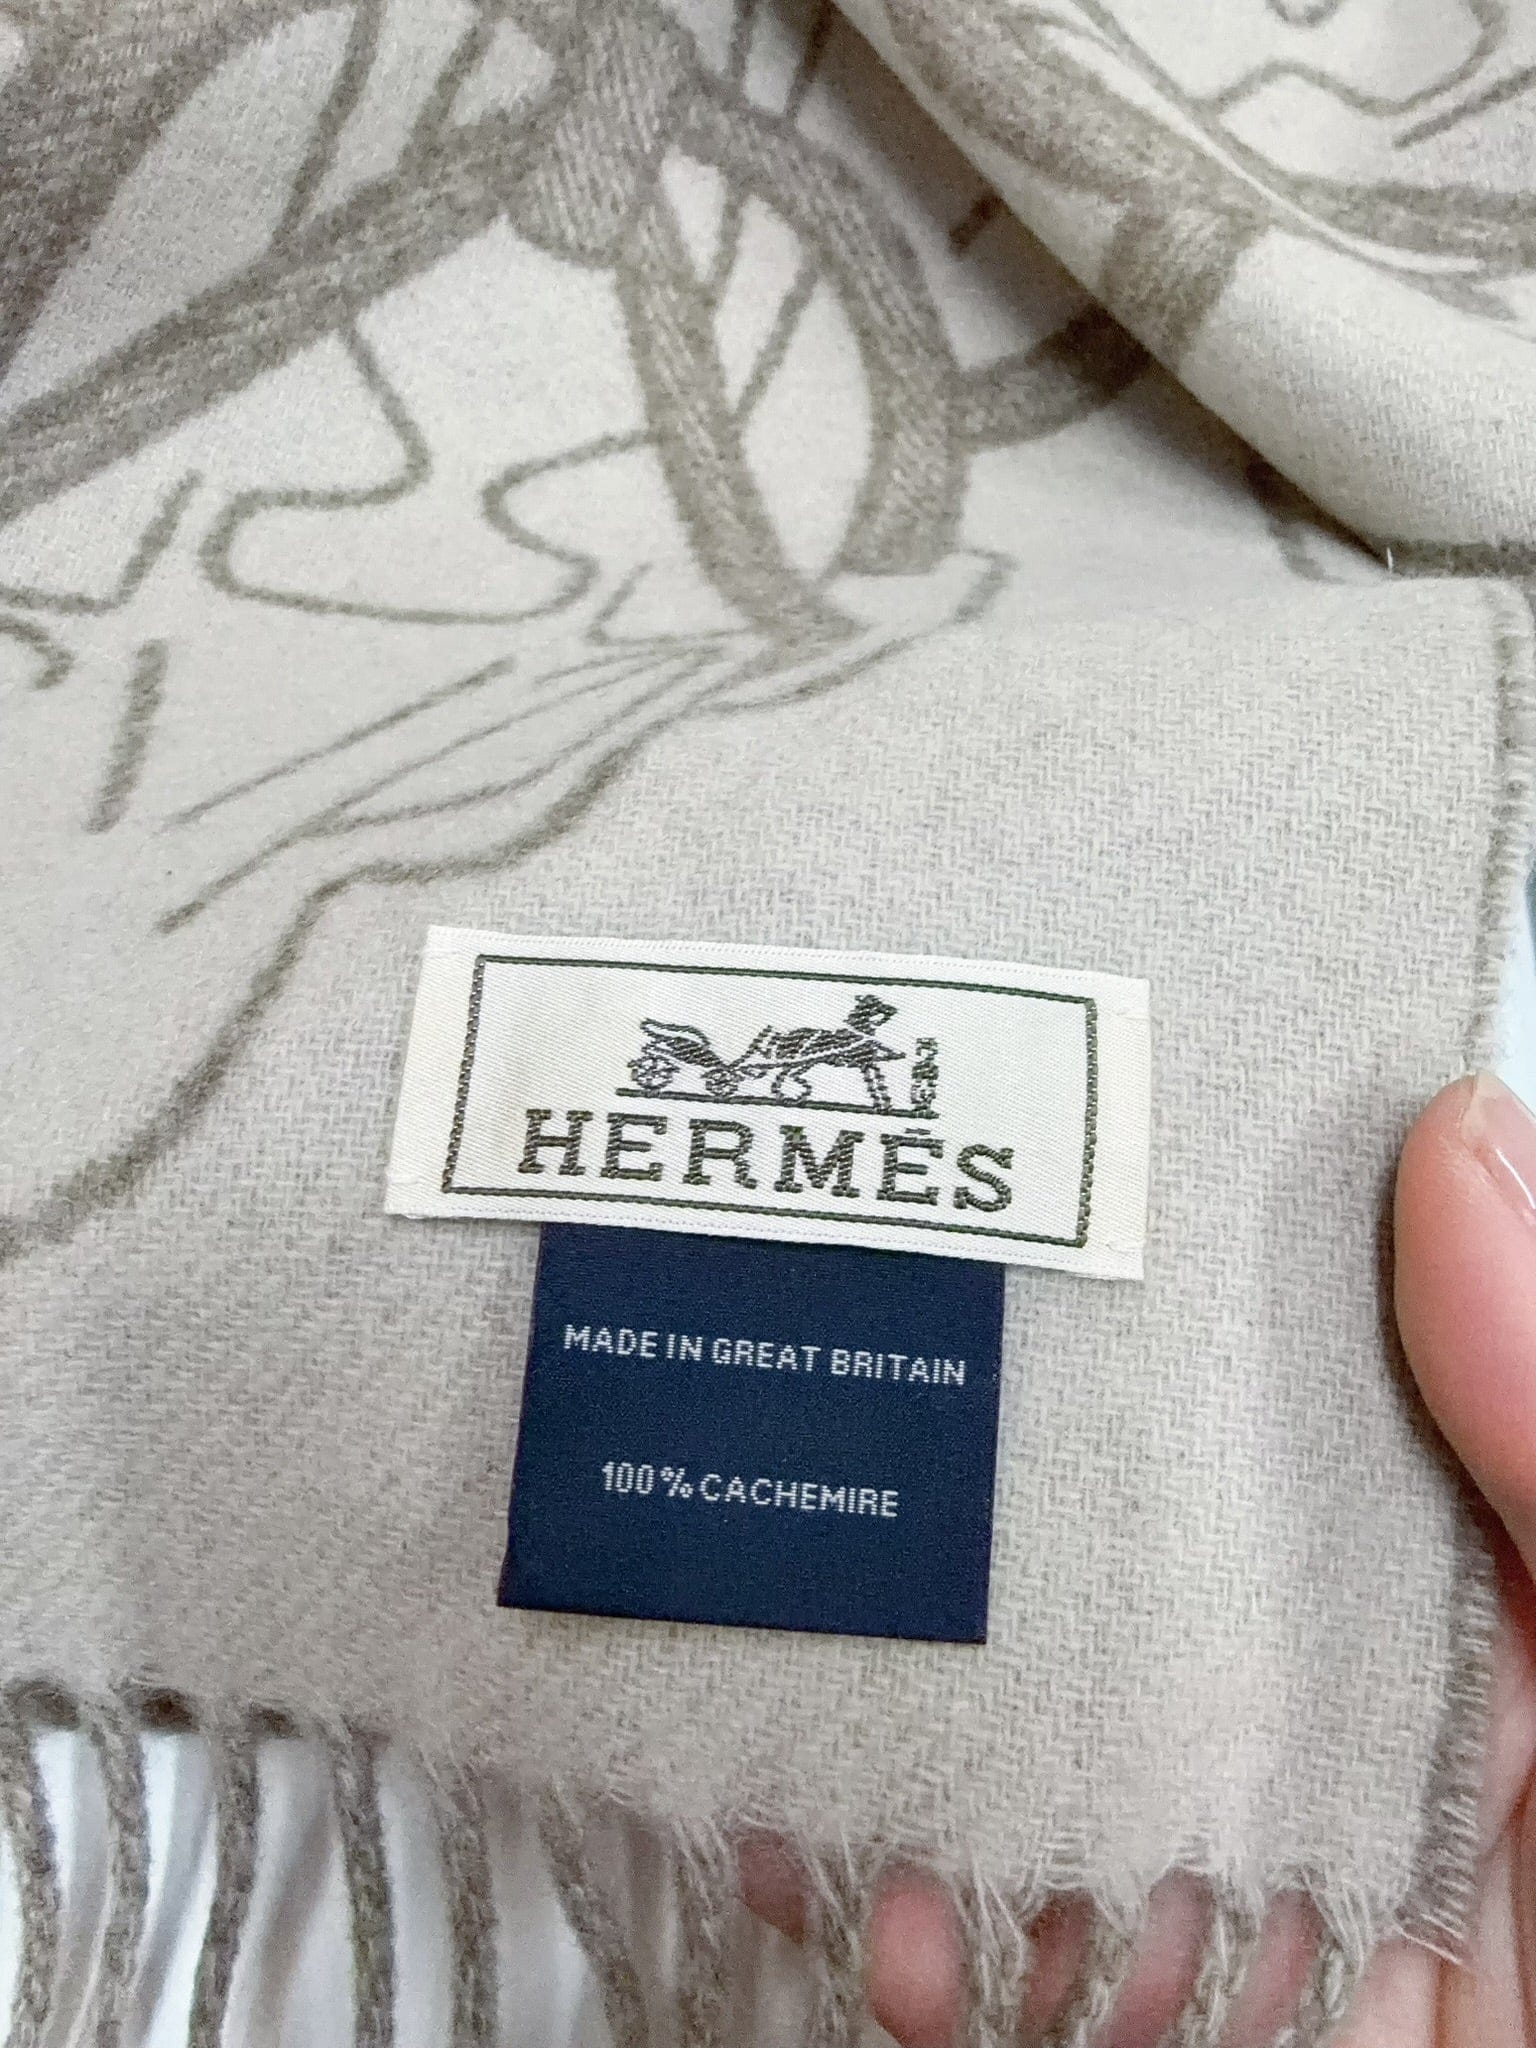 HERMÈS
MADE IN GREAT BRITAIN
100% CACHEMIRE